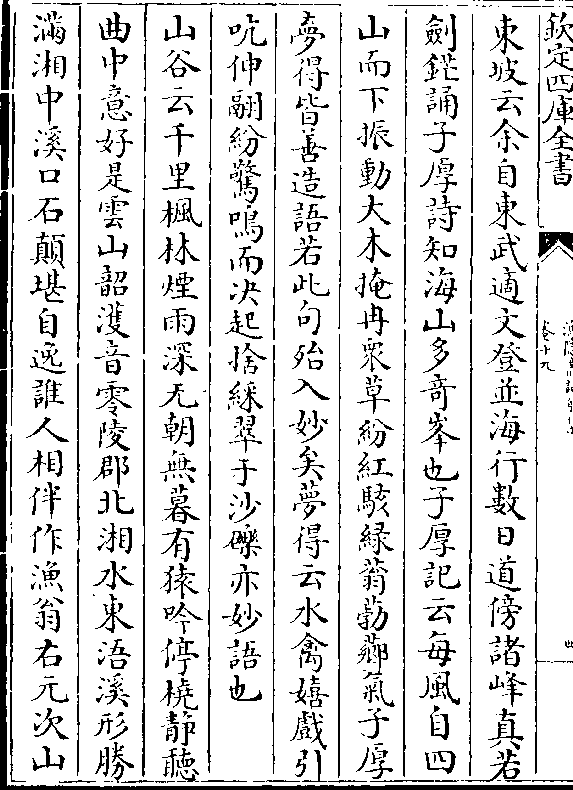 欽定四庫全書
卷十九
東坡云余自東武適文登並海行數日道傍諸峰真若
劍鋩誦子厚詩知海山多奇峯也子厚記云每風自四
山而下振動大木掩冉衆草紛紅駭緑蓊葧薌氣子厚
夢得皆善造語若此句殆入妙矣夢得云水禽嬉戲引
吭伸翮紛驚鳴而决起拾綵翠于沙礫亦妙語也
山谷云千里楓林煙雨深无朝無暮有猿吟停橈静聽
曲中意好是雲山韶濩音零陵郡北湘水東浯溪形勝
滿湘中溪口石顛堪自逸誰人相伴作漁翁右元次山